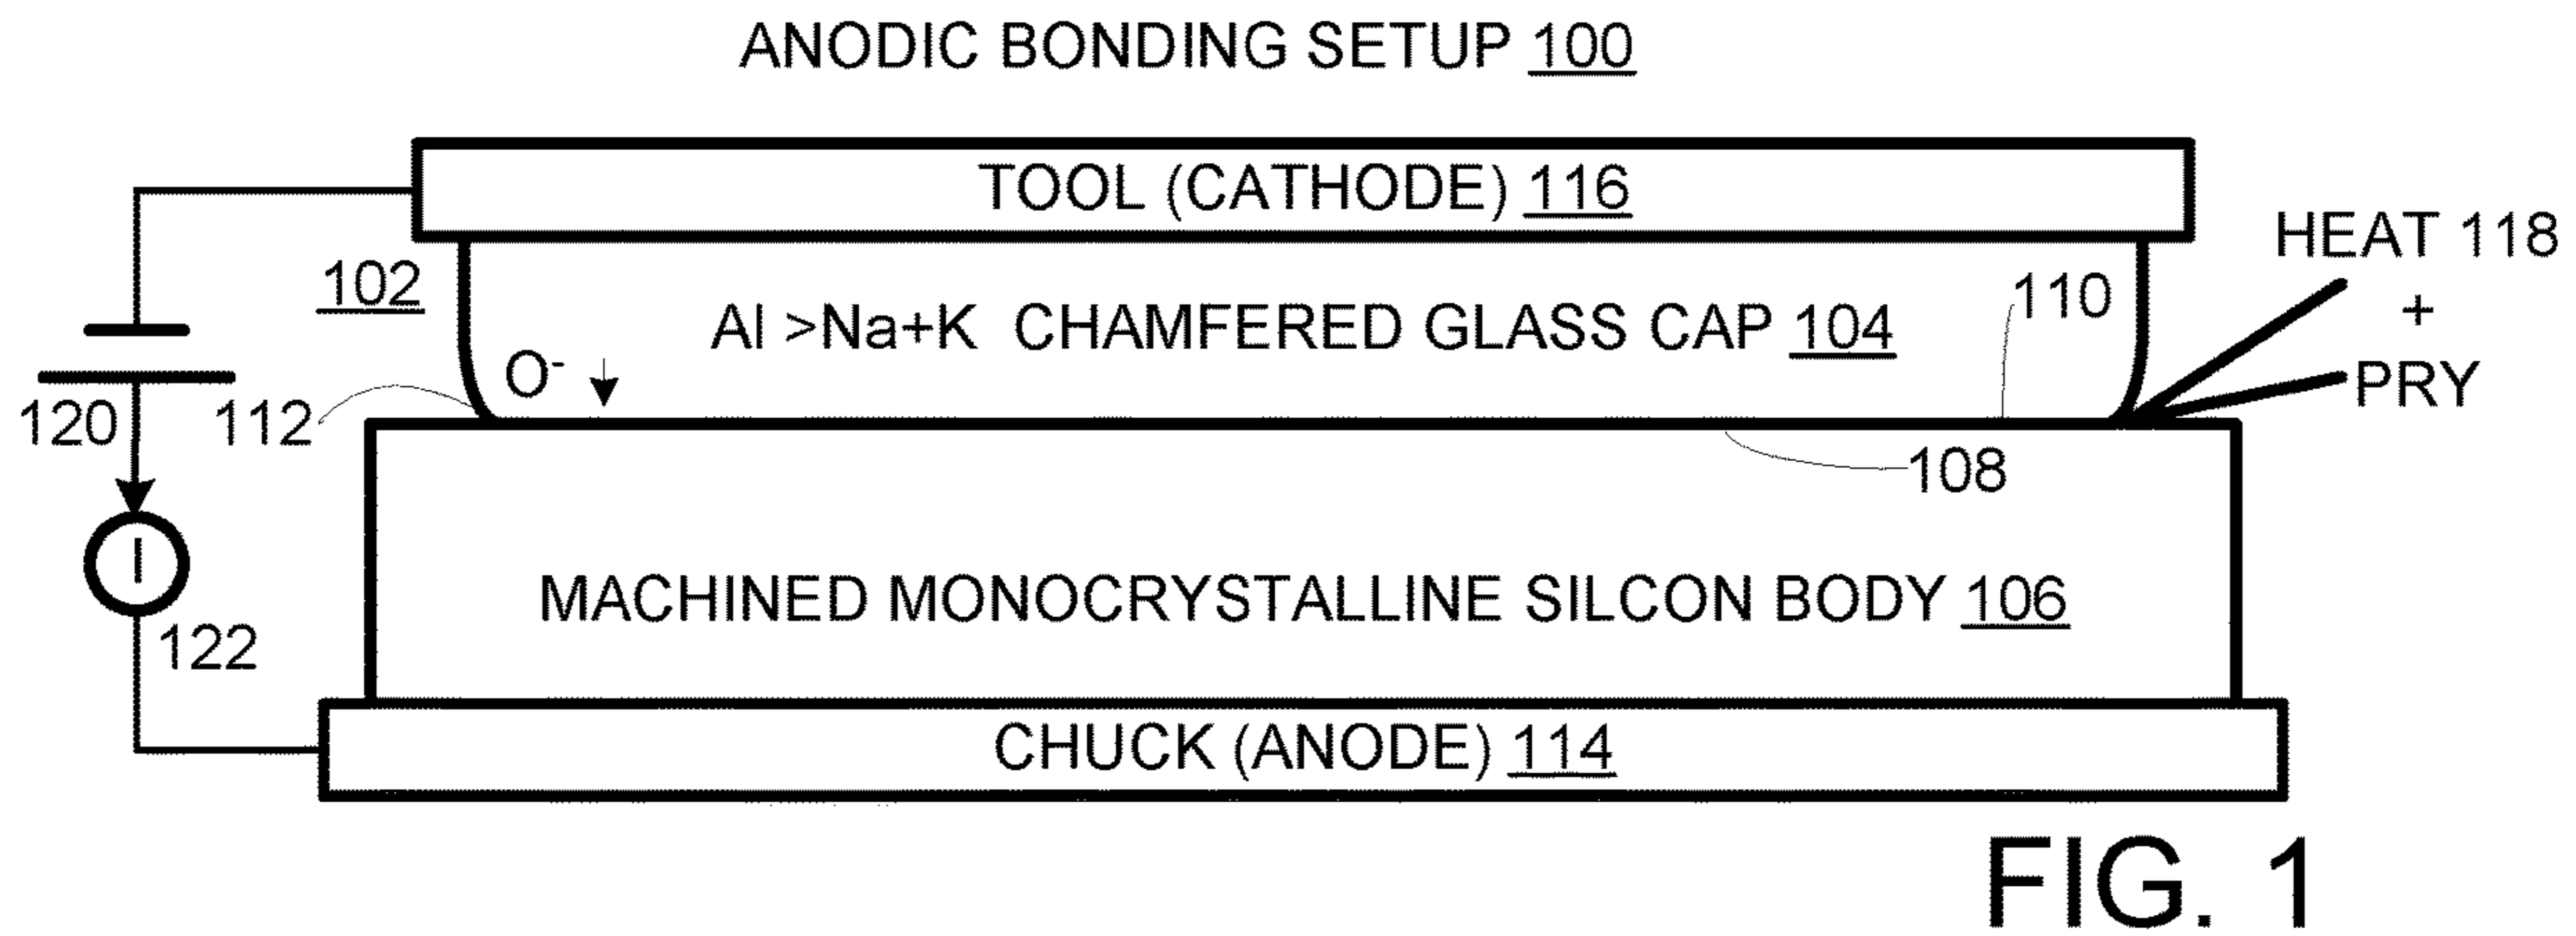 ANODIC BONDING SETUP 100
TOOL (CATHODE) 116
HEAT 118
+
PRY
102
Al >Na+K CHAMFERED GLASS CAP 104
110
O-
120
112
108
I
MACHINED MONOCRYSTALLINE SILCON BODY 106
122
CHUCK (ANODE) 114
FIG. 1